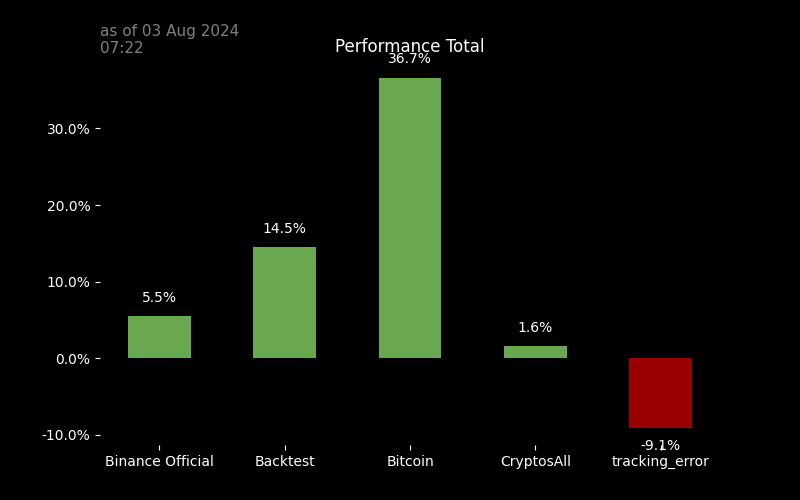 as of 03 Aug 2024
07:22
Performance Total
36.7%
30.0%
20.0%
14.5%
10.0%
5.5%
1.6%
0.0%
-10.0%
-9.1%
Binance Official
Backtest
Bitcoin
CryptosAll
tracking_error